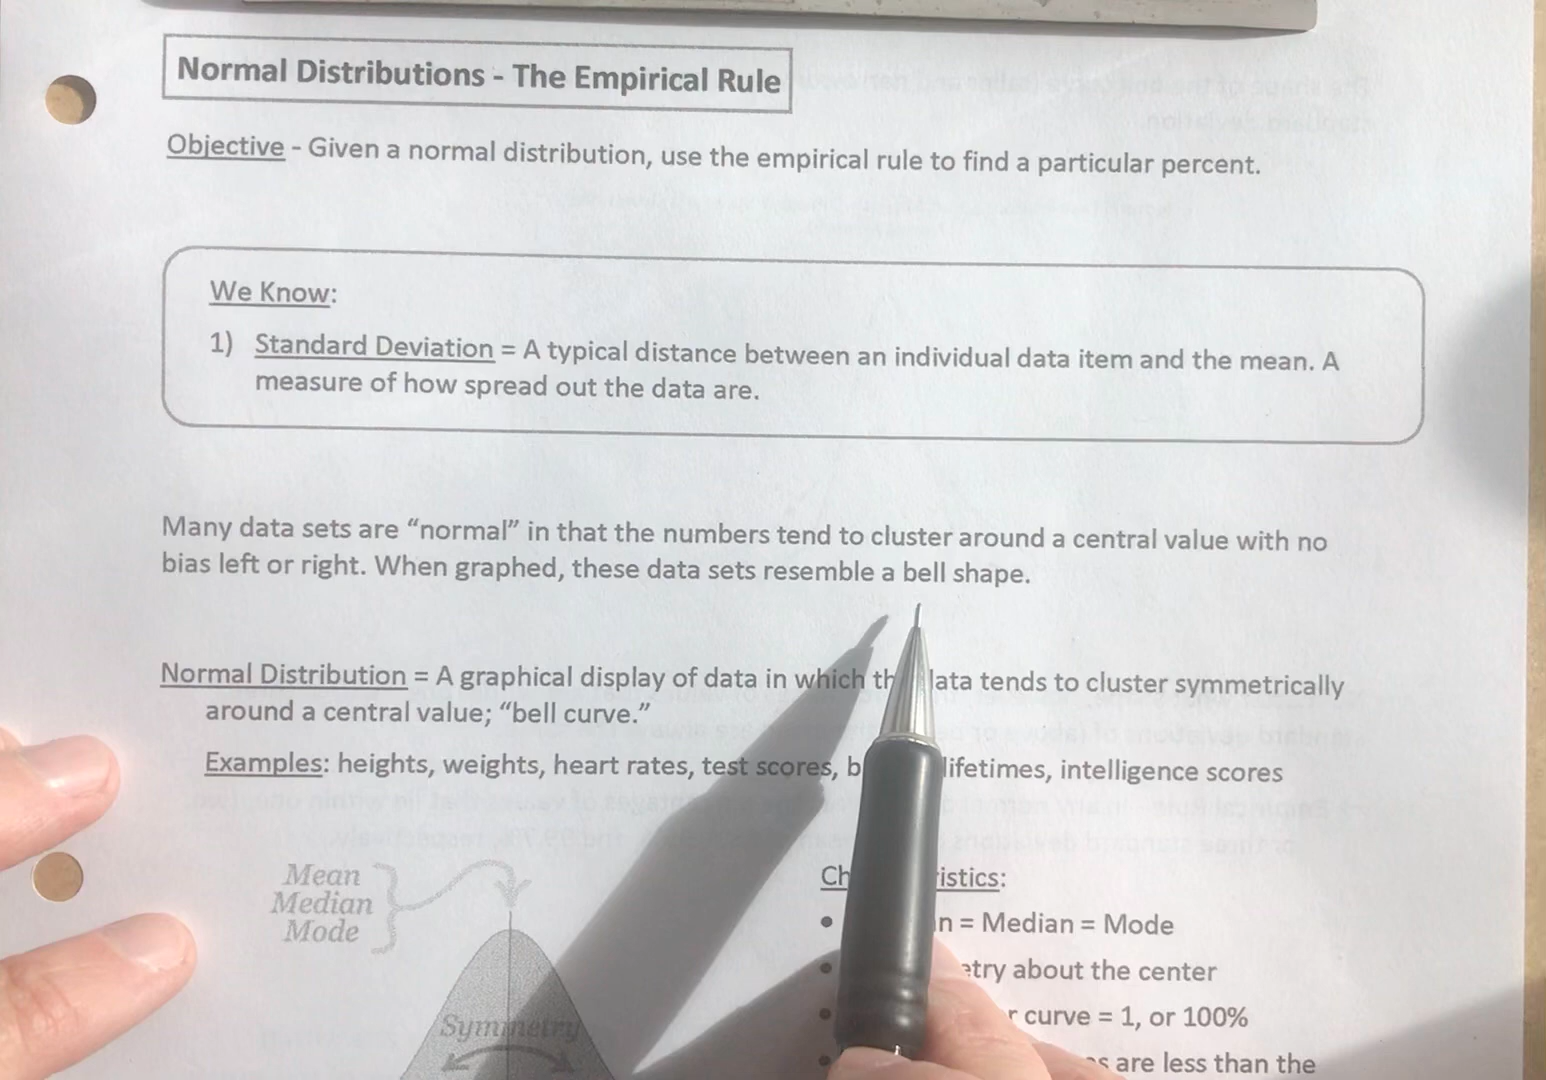 Normal Distributions - The Empirical Rule
Objective - Given a normal distribution, use the empirical rule to find a particular percent.
We Know:
1) Standard Deviation = A typical distance between an individual data item and the mean. A
measure of how spread out the data are.
Many data sets are “normal” in that the numbers tend to cluster around a central value with no
bias left or right. When graphed, these data sets resemble a bell shape.
Normal Distribution = A graphical display of data in which data tends to cluster symmetrically
around a central value; “bell curve.”
Examples: heights, weights, heart rates, test scores, lifetimes, intelligence scores
Mean
Median
Mode
Symmetry
Characteristics:
• Mean = Median = Mode
• Symmetry about the center
• curve = 1, or 100%
• are less than the